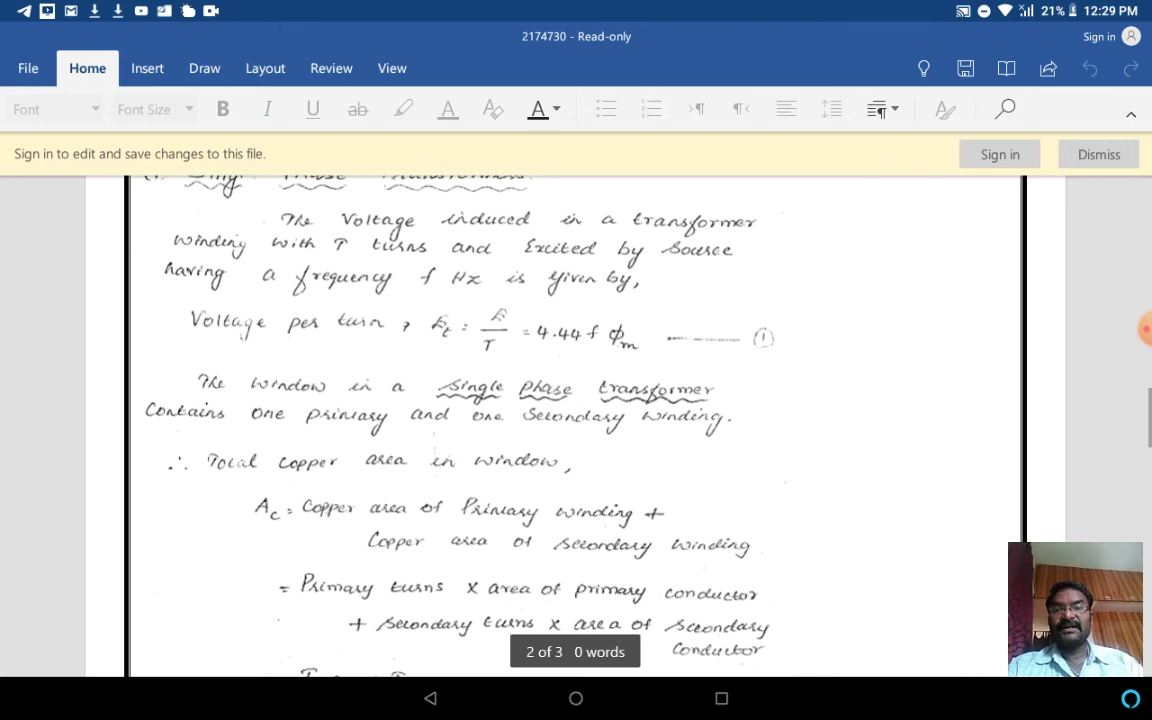 21% 12:29 PM
2174730 - Read-only
Sign in
File Home Insert Draw Layout Review View
Font Font Size B I U ab A A A
Sign in to edit and save changes to this file. Sign in Dismiss
Phase
The Voltage induced in a transformer
winding with T turns and Excited by Source
having a frequency f Hz is given by,
Voltage per turn, Et = E/T = 4.44 f ϕm -------- ①
The window in a single phase transformer
Contains one primary and one Secondary winding.
∴ Total Copper area in window,
Ac = Copper area of Primary winding +
Copper area of secondary winding
= Primary turns x area of primary conductor
+ secondary turns x area of secondary
conductor
2 of 3 0 words